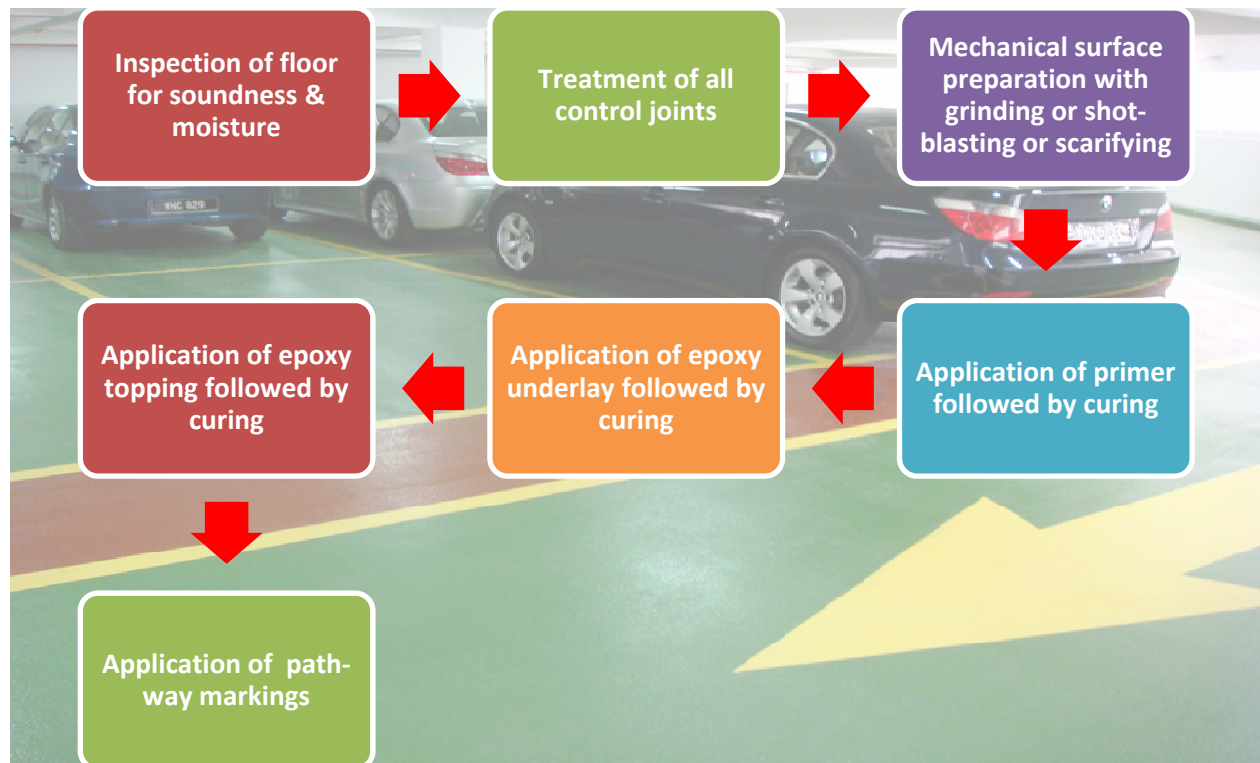 Inspection of floor
for soundness &
moisture
Treatment of all
control joints
Mechanical surface
preparation with
grinding or shot-
blasting or scarifying
Application of primer
followed by curing
Application of epoxy
underlay followed by
curing
Application of epoxy
topping followed by
curing
Application of  path-
way markings